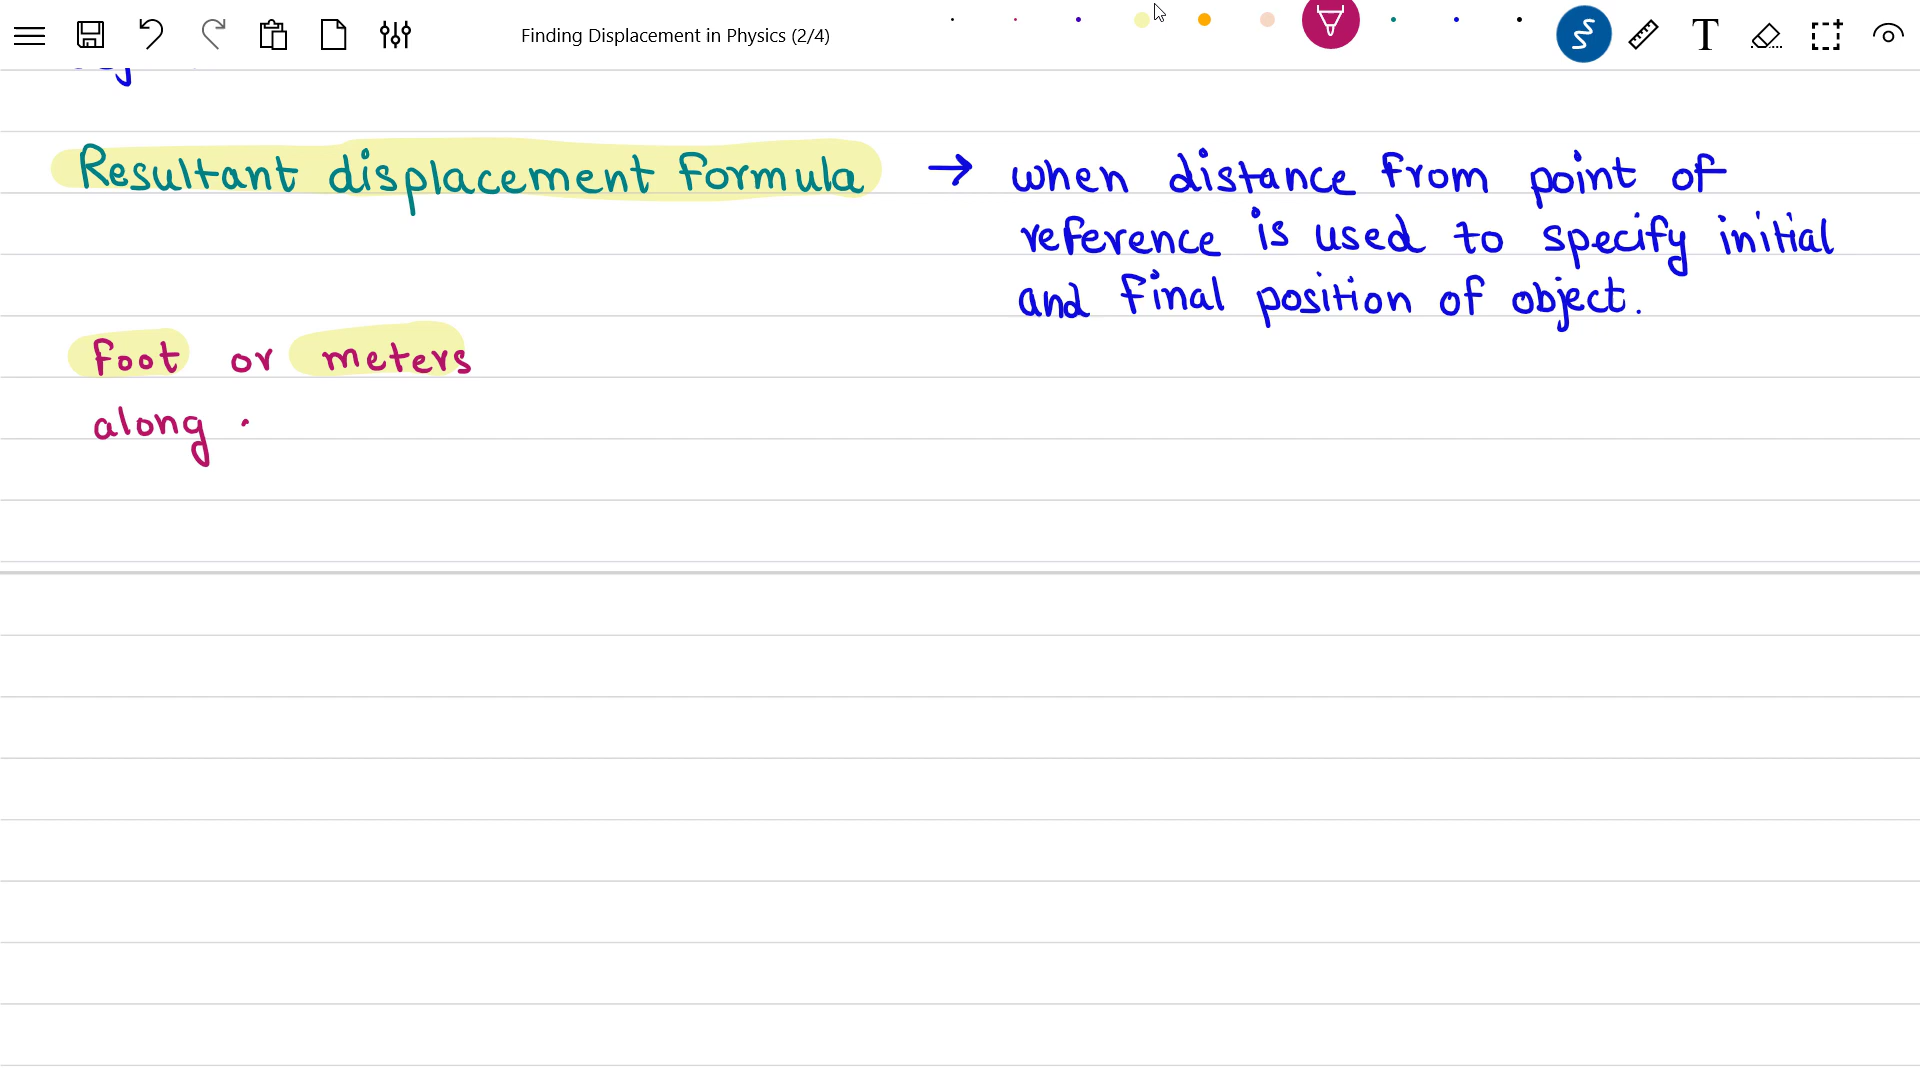 Finding Displacement in Physics (2/4)
T
Resultant displacement formula → when distance from point of
reference is used to specify initial
and final position of object.
foot or meters
along